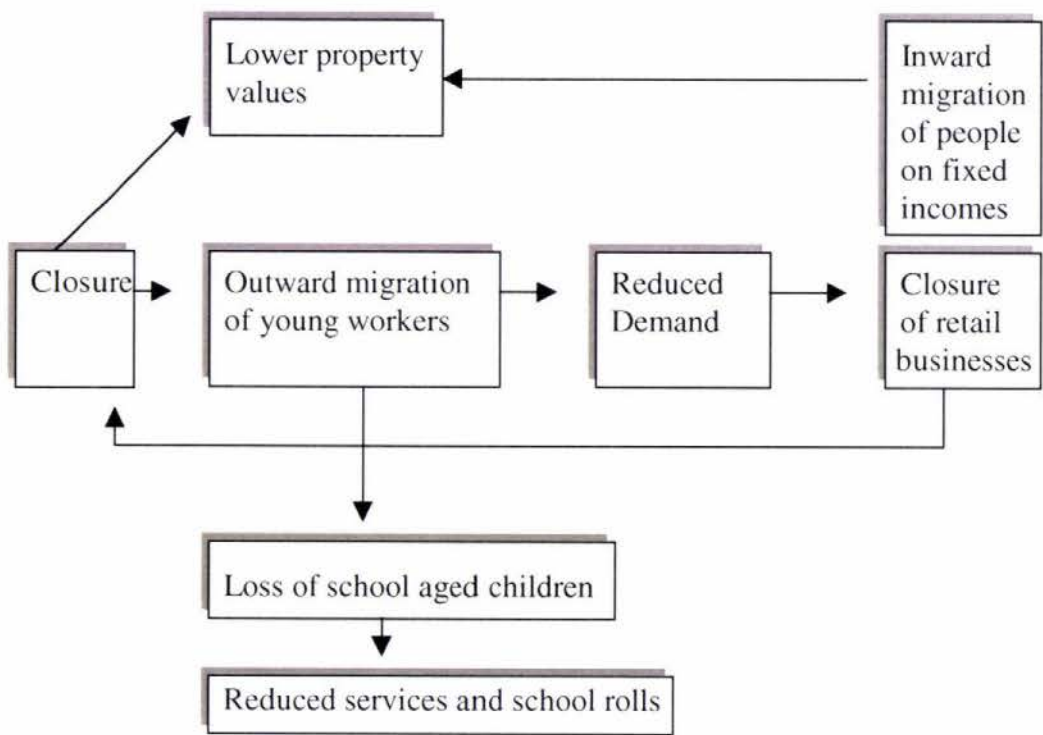 Lower property
values
Inward
migration
of people
on fixed
incomes
Closure
Outward migration
of young workers
Reduced
Demand
Closure
of retail
businesses
Loss of school aged children
Reduced services and school rolls